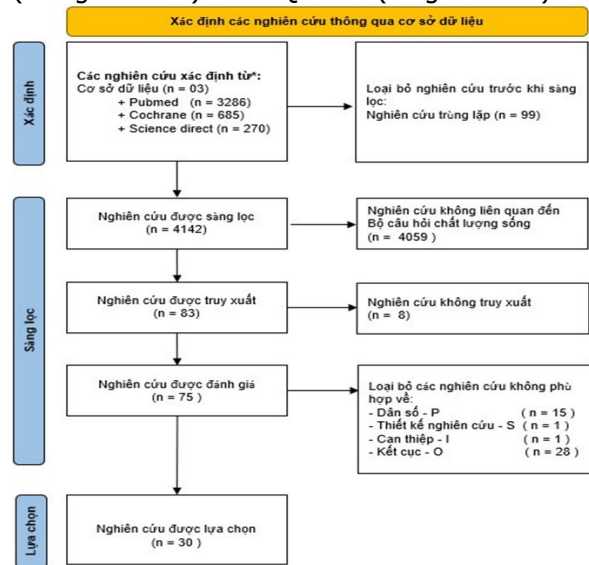 Xác định các nghiên cứu thông qua cơ sở dữ liệu
Xác định
Các nghiên cứu xác định từ*:
Cơ sở dữ liệu (n = 03)
+ Pubmed (n = 3286)
+ Cochrane (n = 685)
+ Science direct (n = 270)
Loại bỏ nghiên cứu trước khi sàng
lọc:
Nghiên cứu trùng lặp (n = 99)
Sàng lọc
Nghiên cứu được sàng lọc
(n = 4142)
Nghiên cứu không liên quan đến
Bộ câu hỏi chất lượng sống
(n = 4059 )
Nghiên cứu được truy xuất
(n = 83)
Nghiên cứu không truy xuất
(n = 8)
Nghiên cứu được đánh giá
(n = 75 )
Loại bỏ các nghiên cứu không phù
hợp về:
- Dân số - P ( n = 15 )
- Thiết kế nghiên cứu - S ( n = 1 )
- Can thiệp - I ( n = 1 )
- Kết cục - O ( n = 28 )
Lựa chọn
Nghiên cứu được lựa chọn
(n = 30 )